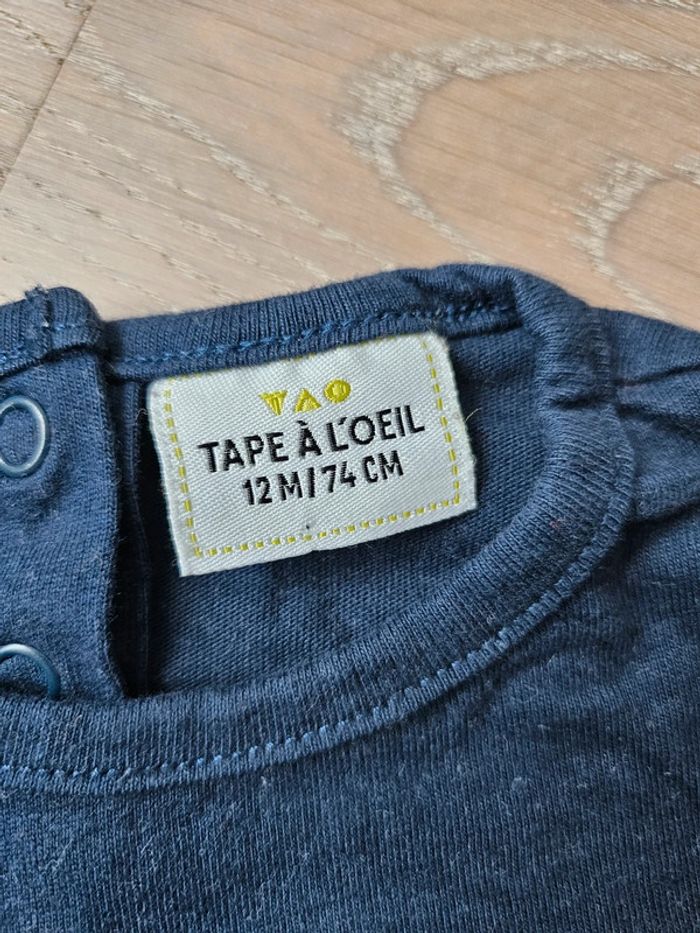 TAO
TAPE À L'OEIL
12 M / 74 CM